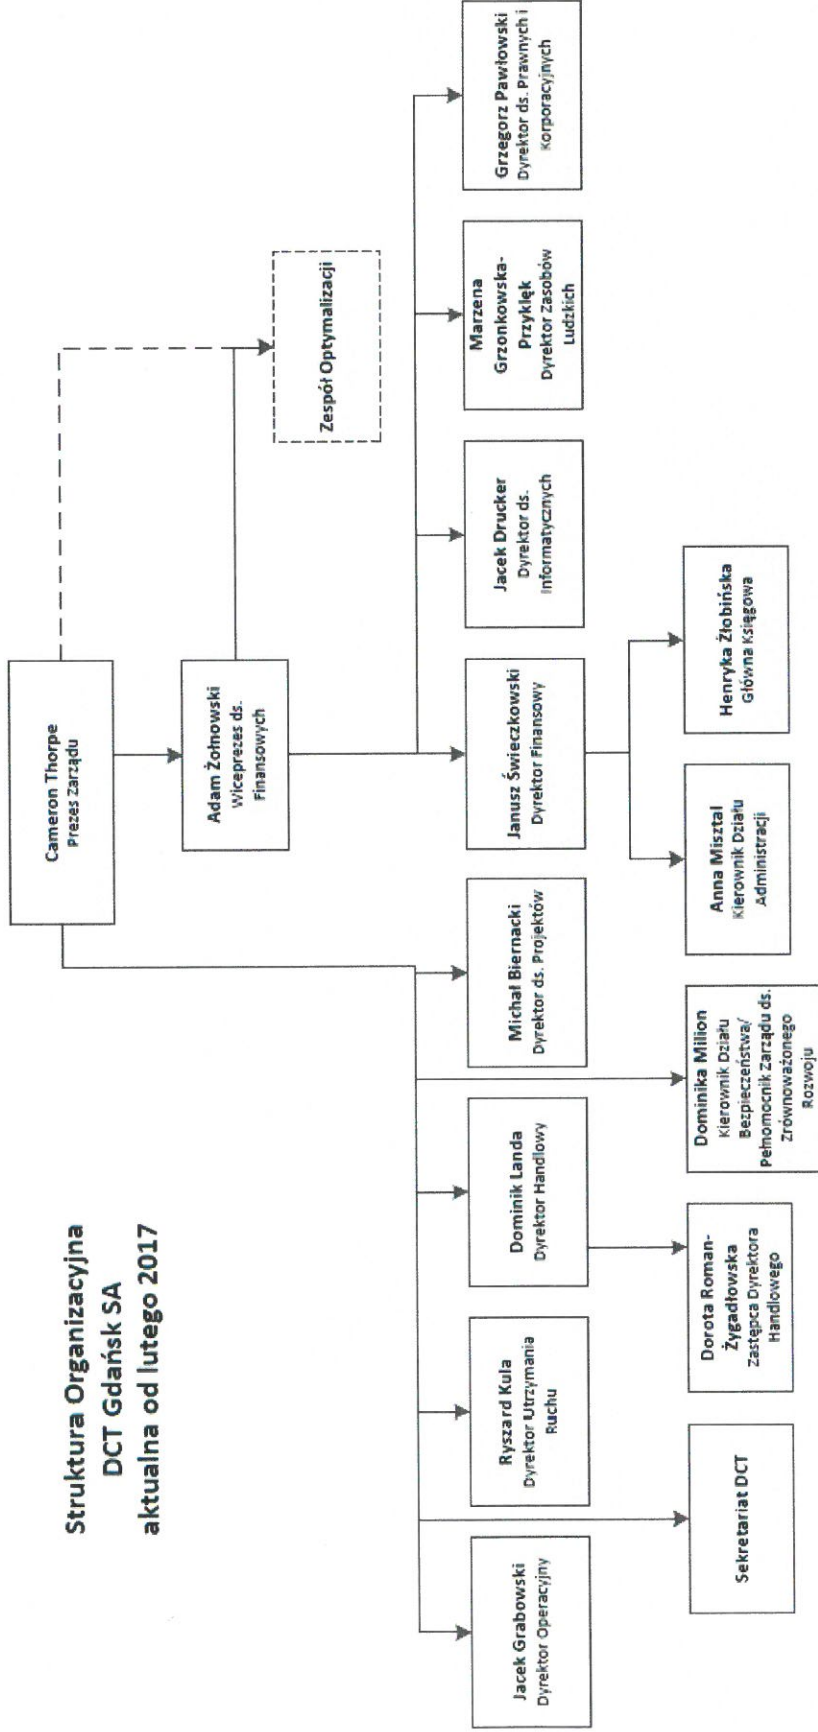 Struktura Organizacyjna
DCT Gdańsk SA
aktualna od lutego 2017
Cameron Thorpe
Prezes Zarządu
Adam Żołnowski
Wiceprezes ds.
Finansowych
Zespół Optymalizacji
Jacek Grabowski
Dyrektor Operacyjny
Ryszard Kula
Dyrektor Utrzymania
Ruchu
Dominik Landa
Dyrektor Handlowy
Michał Biernacki
Dyrektor ds. Projektów
Janusz Świeczkowski
Dyrektor Finansowy
Jacek Drucker
Dyrektor ds.
Informatycznych
Marzena
Grzonkowska-
Przyklęk
Dyrektor Zasobów
Ludzkich
Grzegorz Pawłowski
Dyrektor ds. Prawnych i
Korporacyjnych
Sekretariat DCT
Dorota Roman-
Żygadłowska
Zastępca Dyrektora
Handlowego
Dominika Milion
Kierownik Działu
Bezpieczeństwa/
Pełnomocnik Zarządu ds.
Zrównoważonego
Rozwoju
Anna Misztal
Kierownik Działu
Administracji
Henryka Złobińska
Główna Księgowa